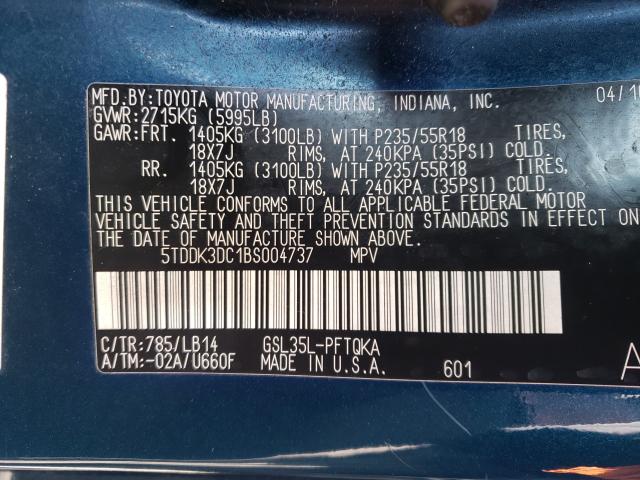 MFD.BY:TOYOTA MOTOR MANUFACTURING, INDIANA, INC. 04/10
GVWR:2715KG (5995LB)
GAWR:FRT. 1405KG (3100LB) WITH P235/55R18 TIRES,
18X7J RIMS, AT 240KPA (35PSI) COLD.
RR. 1405KG (3100LB) WITH P235/55R18 TIRES,
18X7J RIMS, AT 240KPA (35PSI) COLD.
THIS VEHICLE CONFORMS TO ALL APPLICABLE FEDERAL MOTOR
VEHICLE SAFETY AND THEFT PREVENTION STANDARDS IN EFFECT ON
THE DATE OF MANUFACTURE SHOWN ABOVE.
5TDDK3DC1BS004737 MPV
C/TR:785/LB14 GSL35L-PFTQKA
A/TM:-02A/U660F MADE IN U.S.A. 601